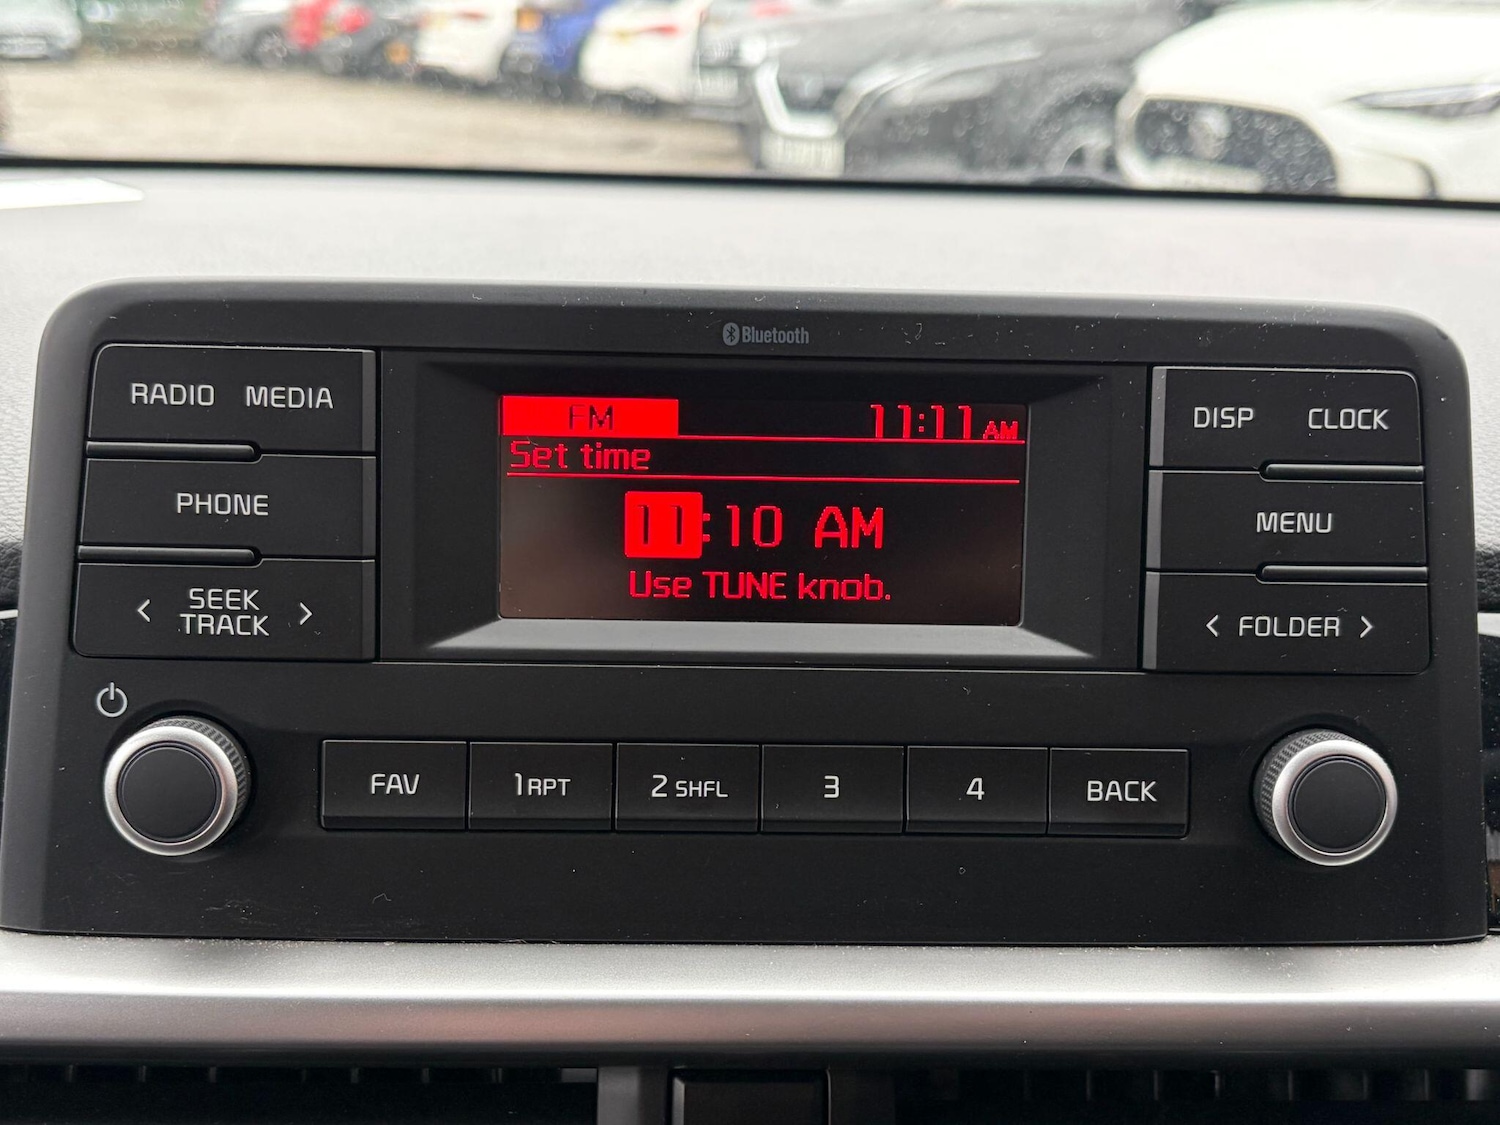 Bluetooth
RADIO MEDIA
PHONE
< SEEK TRACK >
FM 11:11 AM
Set time
11:10 AM
Use TUNE knob.
DISP CLOCK
MENU
< FOLDER >
FAV 1 RPT 2 SHFL 3 4 BACK